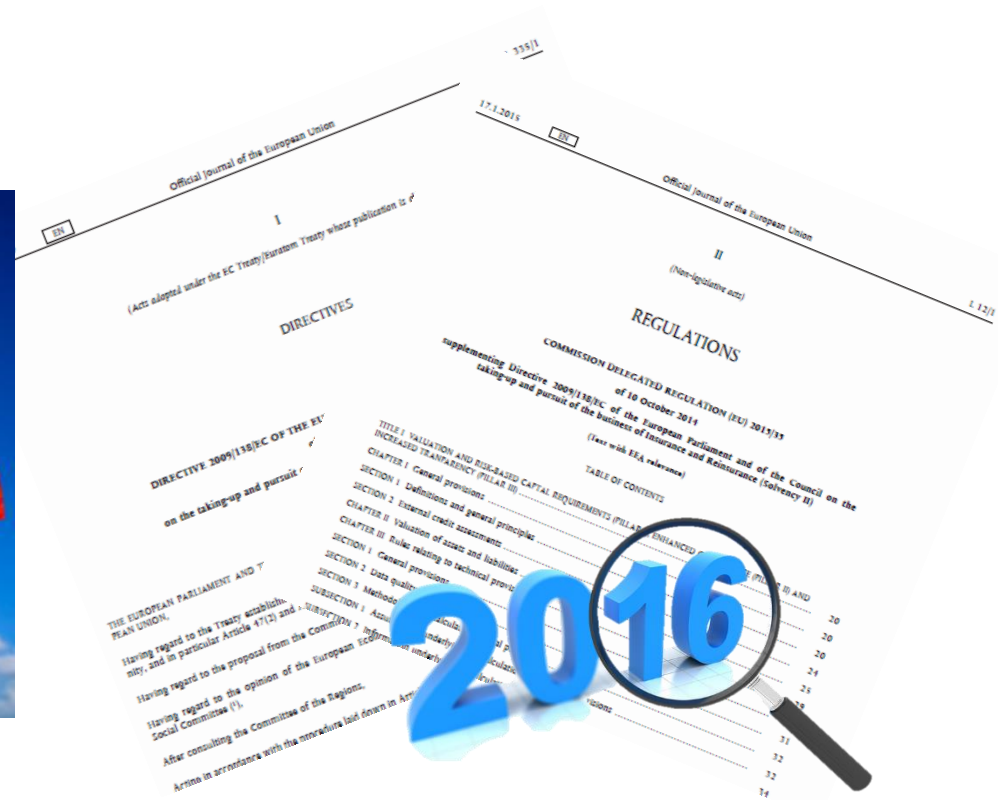 335/1
Official Journal of the European Union
EN
I
(Acts adopted under the EC Treaty/Euratom Treaty whose publication is
DIRECTIVES
DIRECTIVE 2009/138/EC OF THE
on the taking-up and pursuit
THE EUROPEAN PARLIAMENT AND
PEAN UNION,
Having regard to the Treaty
nity, and in particular Article 47(2) and
Having regard to the proposal from the
Having regard to the opinion of the European
Social Committee (¹),
After consulting the Committee of the Regions,
Acting in accordance with the procedure laid down in
17.1.2015
EN
Official Journal of the European Union
L 12/1
II
(Non-legislative acts)
REGULATIONS
COMMISSION DELEGATED REGULATION (EU) 2015/35
of 10 October 2014
supplementing Directive 2009/138/EC of the European Parliament and of the Council on the
taking-up and pursuit of the business of Insurance and Reinsurance (Solvency II)
(Text with EEA relevance)
TABLE OF CONTENTS
TITLE I VALUATION AND RISK-BASED CAPTAL REQUIREMENTS ENHANCED II) AND
INCREASED TRANPARENCY (PILLAR III)
CHAPTER I General provisions 20
SECTION 1 Definitions and general principles 20
SECTION 2 External credit assessments 20
CHAPTER II Valuation of assets and liabilities 24
CHAPTER III Rules relating to technical 25
SECTION 1 General provisions
SECTION 2 Data
SECTION 3 31
SUBSECTION 1 32
32
34
2016